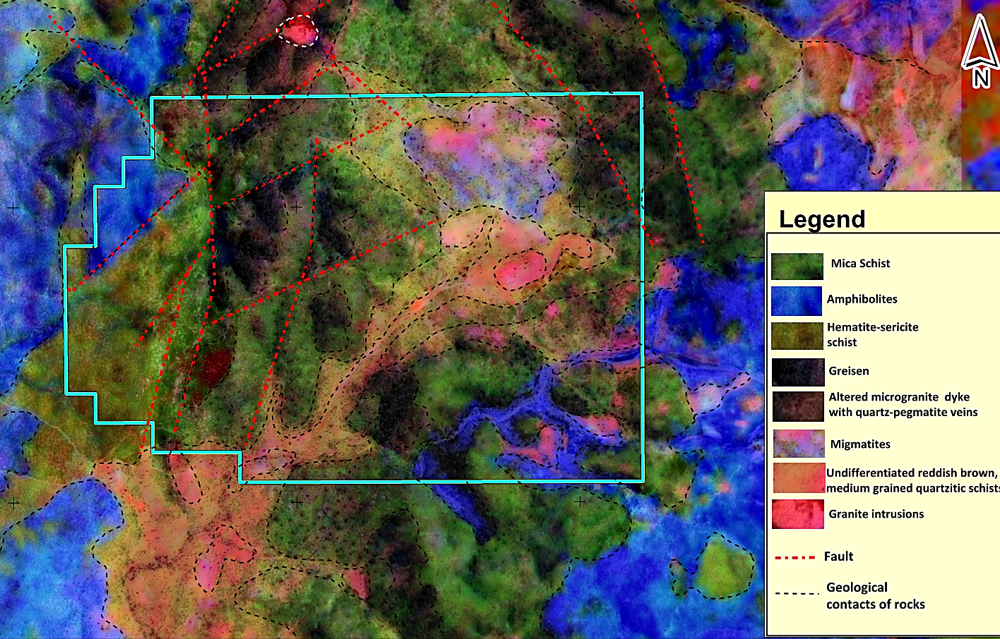 N
Legend
Mica Schist
Amphibolites
Hematite-sericite
schist
Greisen
Altered microgranite dyke
with quartz-pegmatite veins
Migmatites
Undifferentiated reddish brown,
medium grained quartzitic schists
Granite intrusions
Fault
Geological
contacts of rocks